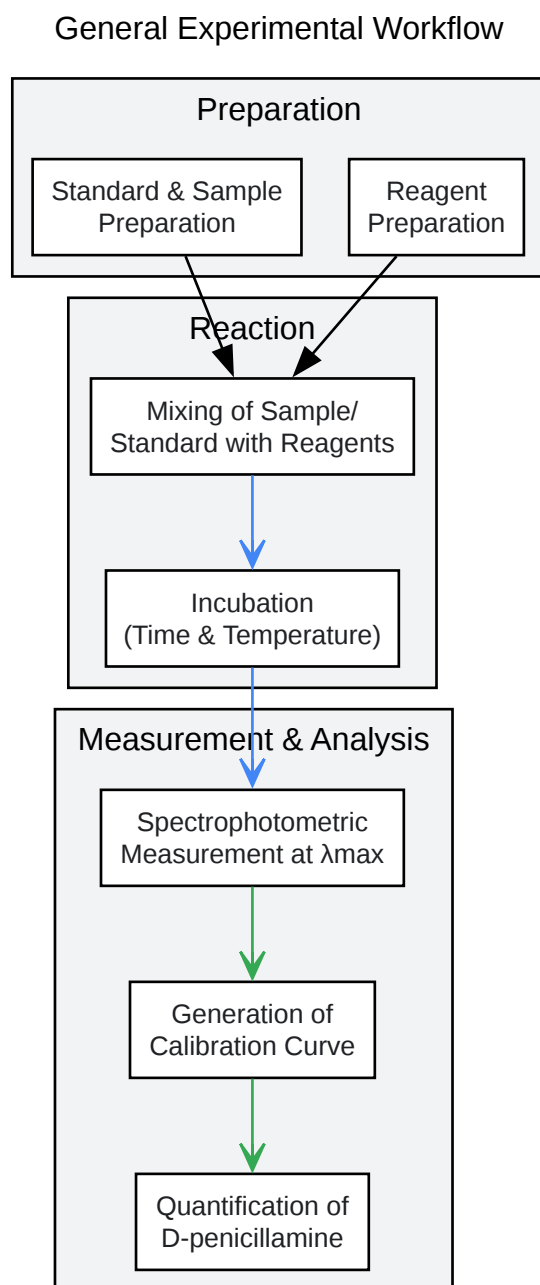 General Experimental Workflow
Preparation
Standard & Sample
Preparation
Reagent
Preparation
Reaction
Mixing of Sample/
Standard with Reagents
Incubation
(Time & Temperature)
Measurement & Analysis
Spectrophotometric
Measurement at λmax
Generation of
Calibration Curve
Quantification of
D-penicillamine